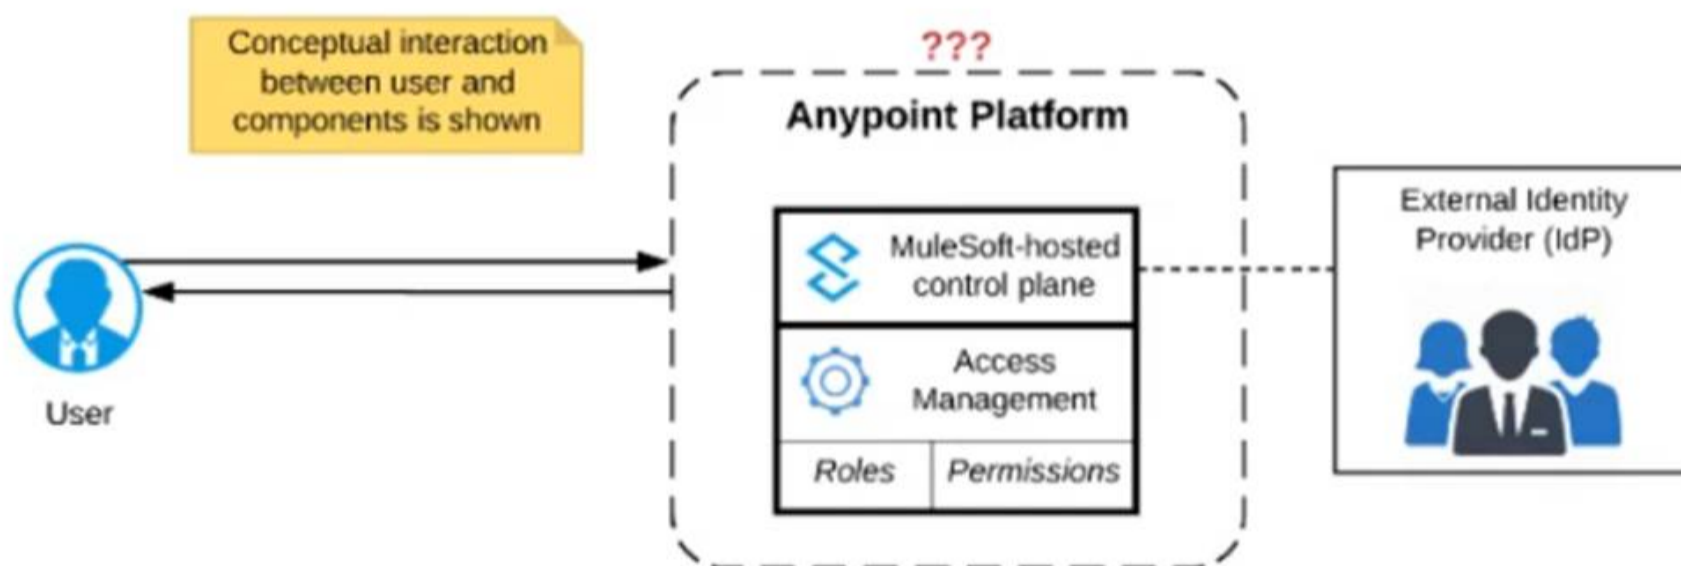 Conceptual interaction
between user and
components is shown
???
Anypoint Platform
MuleSoft-hosted
control plane
Access
Management
Roles
Permissions
External Identity
Provider (IdP)
User